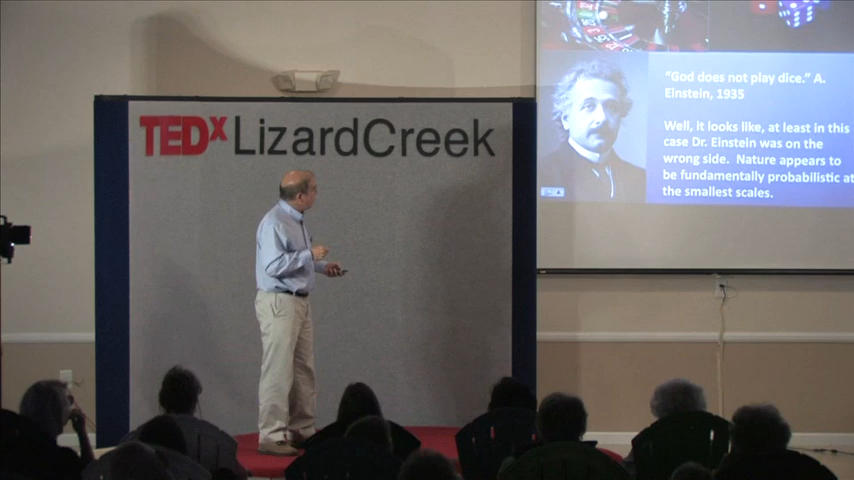 TEDx LizardCreek
"God does not play dice." A.
Einstein, 1935
Well, it looks like, at least in this
case Dr. Einstein was on the
wrong side. Nature appears to
be fundamentally probabilistic at
the smallest scales.